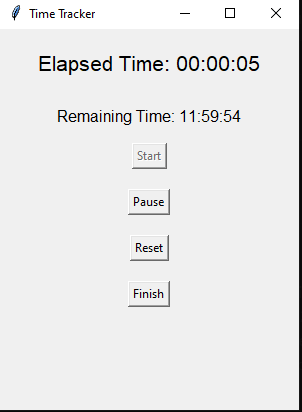 Time Tracker
Elapsed Time: 00:00:05
Remaining Time: 11:59:54
Start
Pause
Reset
Finish